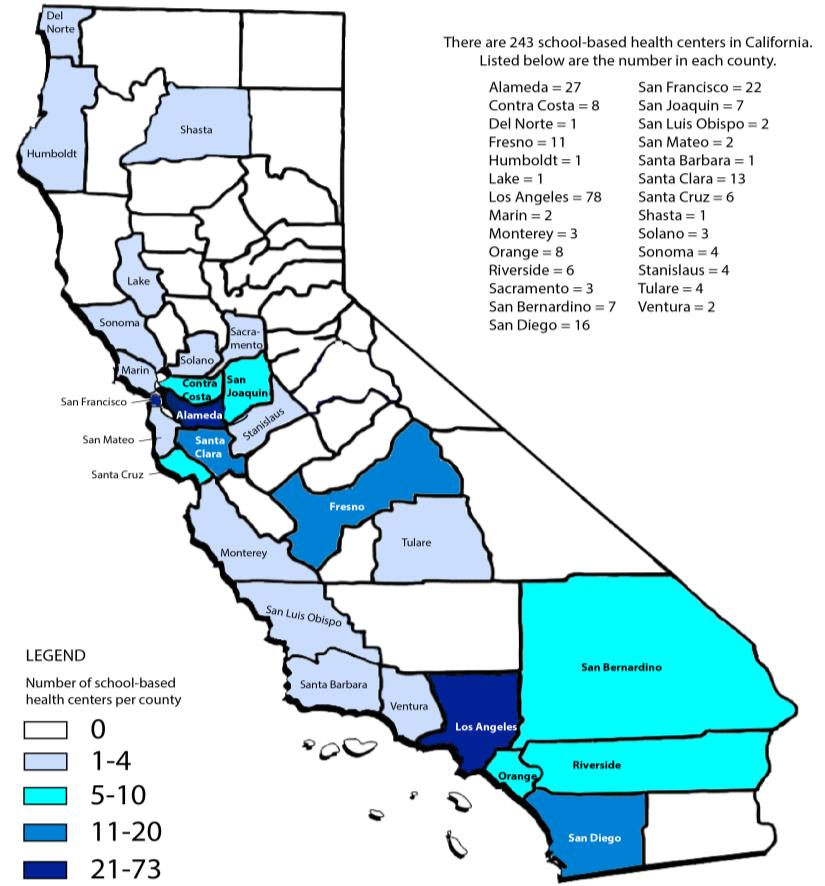 There are 243 school-based health centers in California.
Listed below are the number in each county.
Alameda = 27
Contra Costa = 8
Del Norte = 1
Fresno = 11
Humboldt = 1
Lake = 1
Los Angeles = 78
Marin = 2
Monterey = 3
Orange = 8
Riverside = 6
Sacramento = 3
San Bernardino = 7
San Diego = 16
San Francisco = 22
San Joaquin = 7
San Luis Obispo = 2
San Mateo = 2
Santa Barbara = 1
Santa Clara = 13
Santa Cruz = 6
Shasta = 1
Solano = 3
Sonoma = 4
Stanislaus = 4
Tulare = 4
Ventura = 2
Del
Norte
Shasta
Humboldt
Lake
Sonoma
Sacra-
mento
Solano
Marin
Contra
Costa
San
Joaquin
San Francisco
Alameda
Stanislaus
San Mateo
Santa
Clara
Santa Cruz
Fresno
Tulare
Monterey
San Luis Obispo
Santa Barbara
Ventura
Los Angeles
San Bernardino
Orange
Riverside
San Diego
LEGEND
Number of school-based
health centers per county
0
1-4
5-10
11-20
21-73